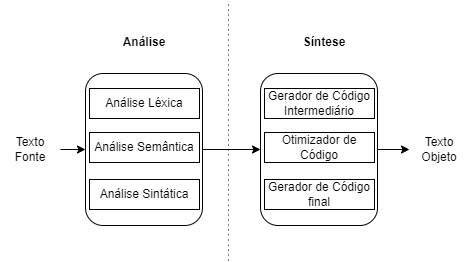 Análise
Síntese
Texto
Fonte
Análise Léxica
Análise Semântica
Análise Sintática
Gerador de Código
Intermediário
Otimizador de
Código
Gerador de Código
final
Texto
Objeto